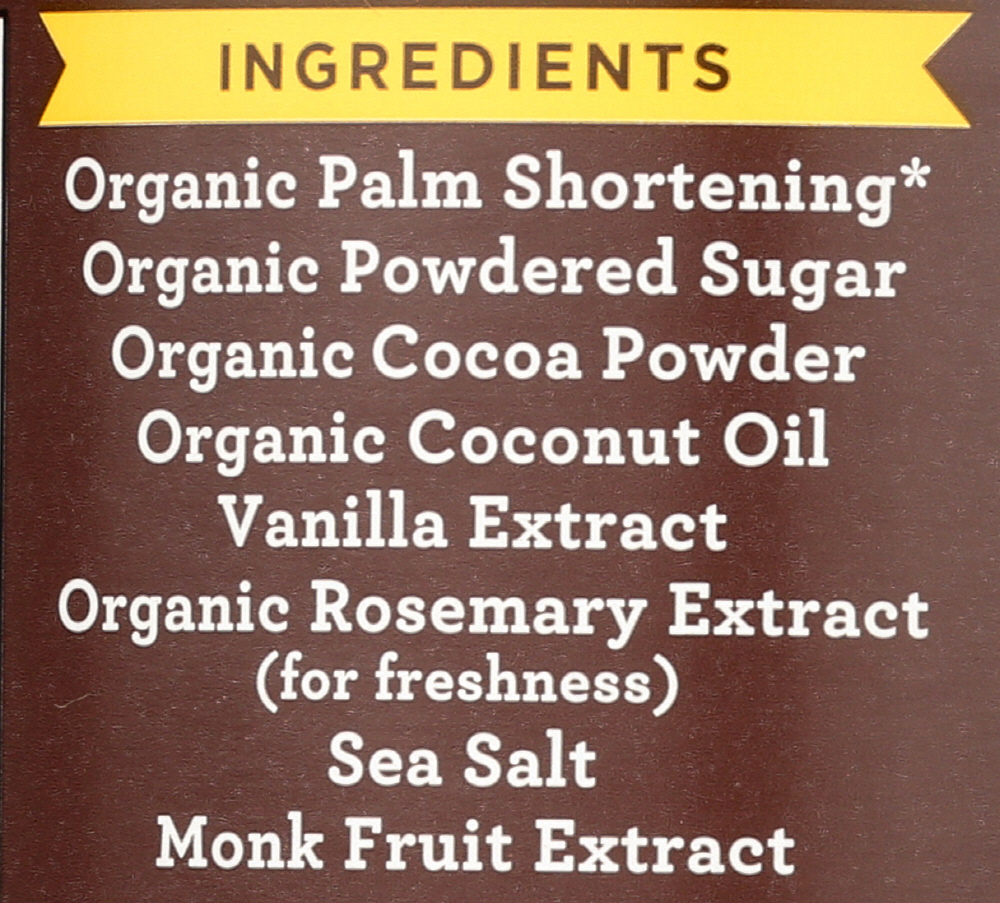 INGREDIENTS
Organic Palm Shortening*
Organic Powdered Sugar
Organic Cocoa Powder
Organic Coconut Oil
Vanilla Extract
Organic Rosemary Extract
(for freshness)
Sea Salt
Monk Fruit Extract